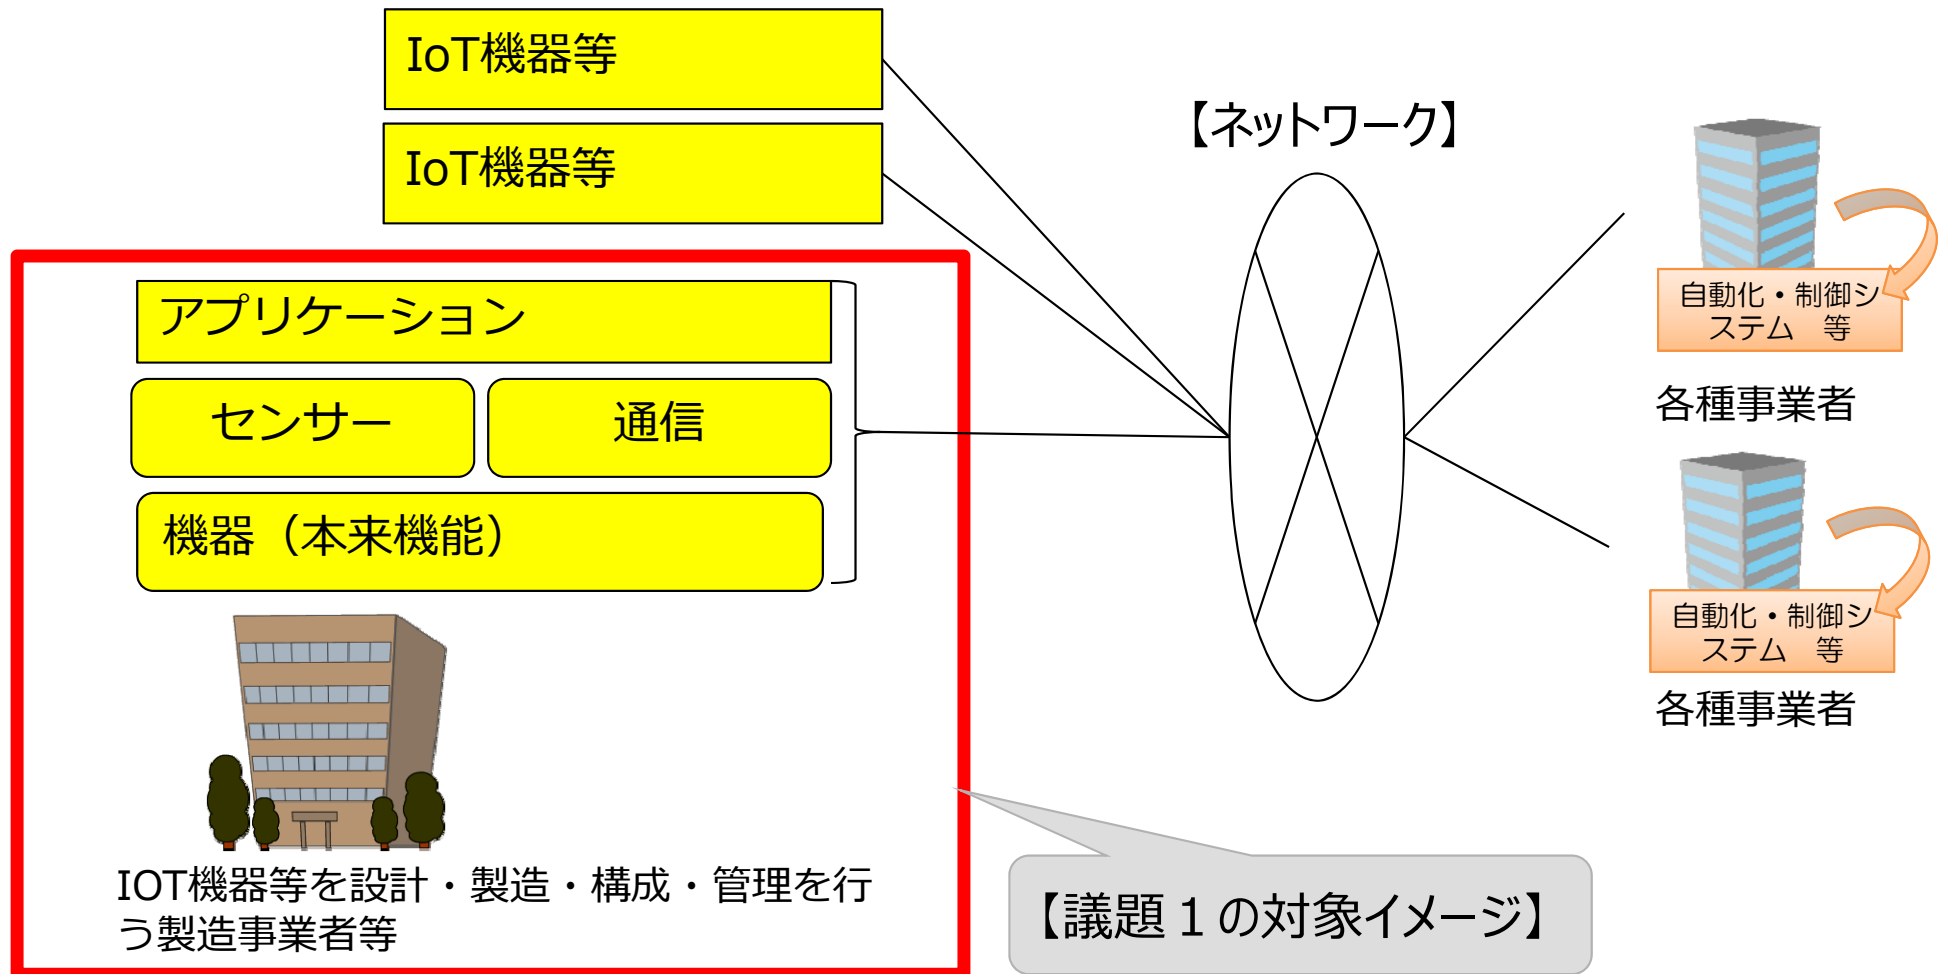 IoT機器等
IoT機器等
【ネットワーク】
アプリケーション
センサー
通信
機器（本来機能）
IOT機器等を設計・製造・構成・管理を行
う製造事業者等
自動化・制御シ
ステム　等
各種事業者
自動化・制御シ
ステム　等
各種事業者
【議題１の対象イメージ】